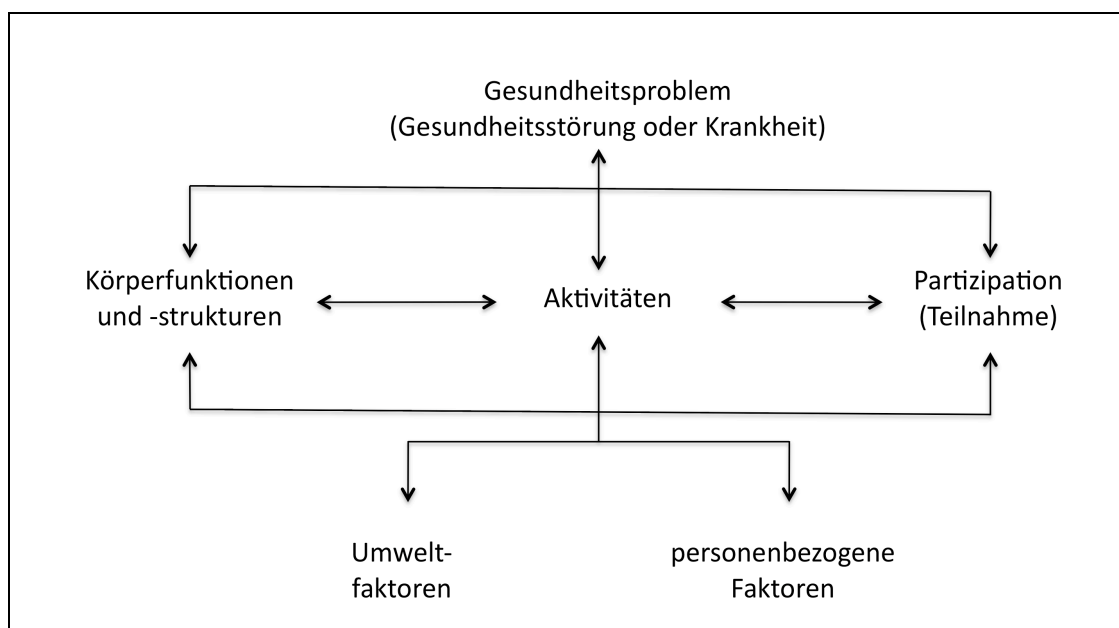 Gesundheitsproblem
(Gesundheitsstörung oder Krankheit)
Körperfunktionen
und -strukturen
Aktivitäten
Partizipation
(Teilnahme)
Umwelt-
faktoren
personenbezogene
Faktoren